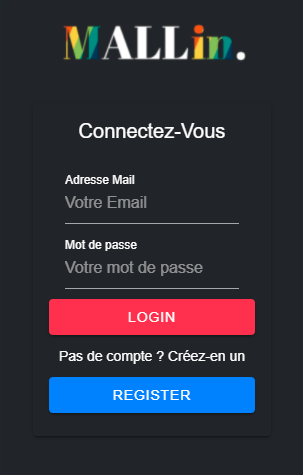 MALLin.
Connectez-Vous
Adresse Mail
Votre Email
Mot de passe
Votre mot de passe
LOGIN
Pas de compte ? Créez-en un
REGISTER